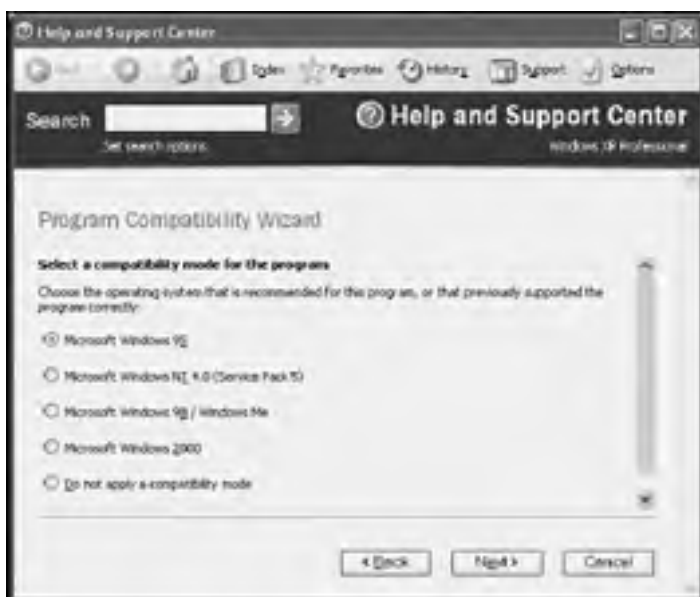 Help and Support Center
Index Favorites History Support Options
Search
Set search options
Help and Support Center
Windows XP Professional
Program Compatibility Wizard
Select a compatibility mode for the program
Choose the operating system that is recommended for this program, or that previously supported the
program correctly:
Microsoft Windows 95
Microsoft Windows NT 4.0 (Service Pack 5)
Microsoft Windows 98 / Windows Me
Microsoft Windows 2000
Do not apply a compatibility mode
< Back Next > Cancel